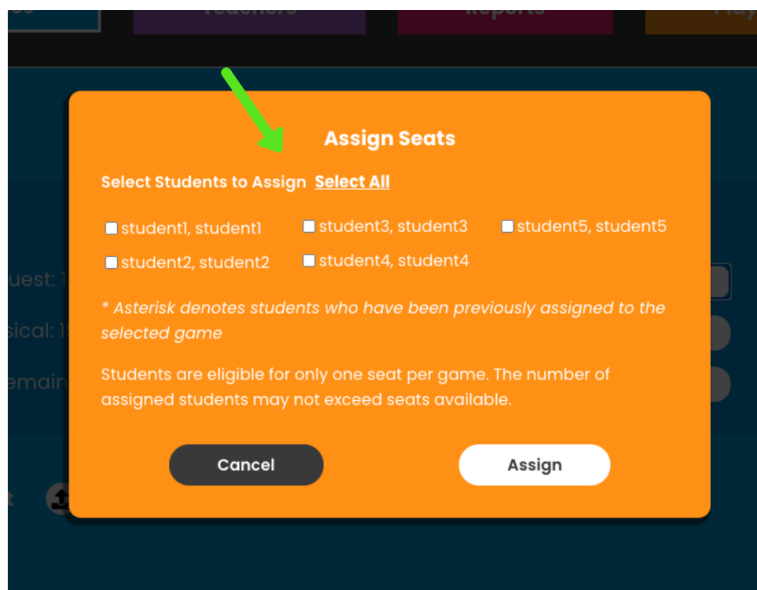 Teachers
Reports
Play
Assign Seats
Select Students to Assign Select All
student1, student1
student3, student3
student5, student5
student2, student2
student4, student4
* Asterisk denotes students who have been previously assigned to the
selected game
Students are eligible for only one seat per game. The number of
assigned students may not exceed seats available.
Cancel
Assign